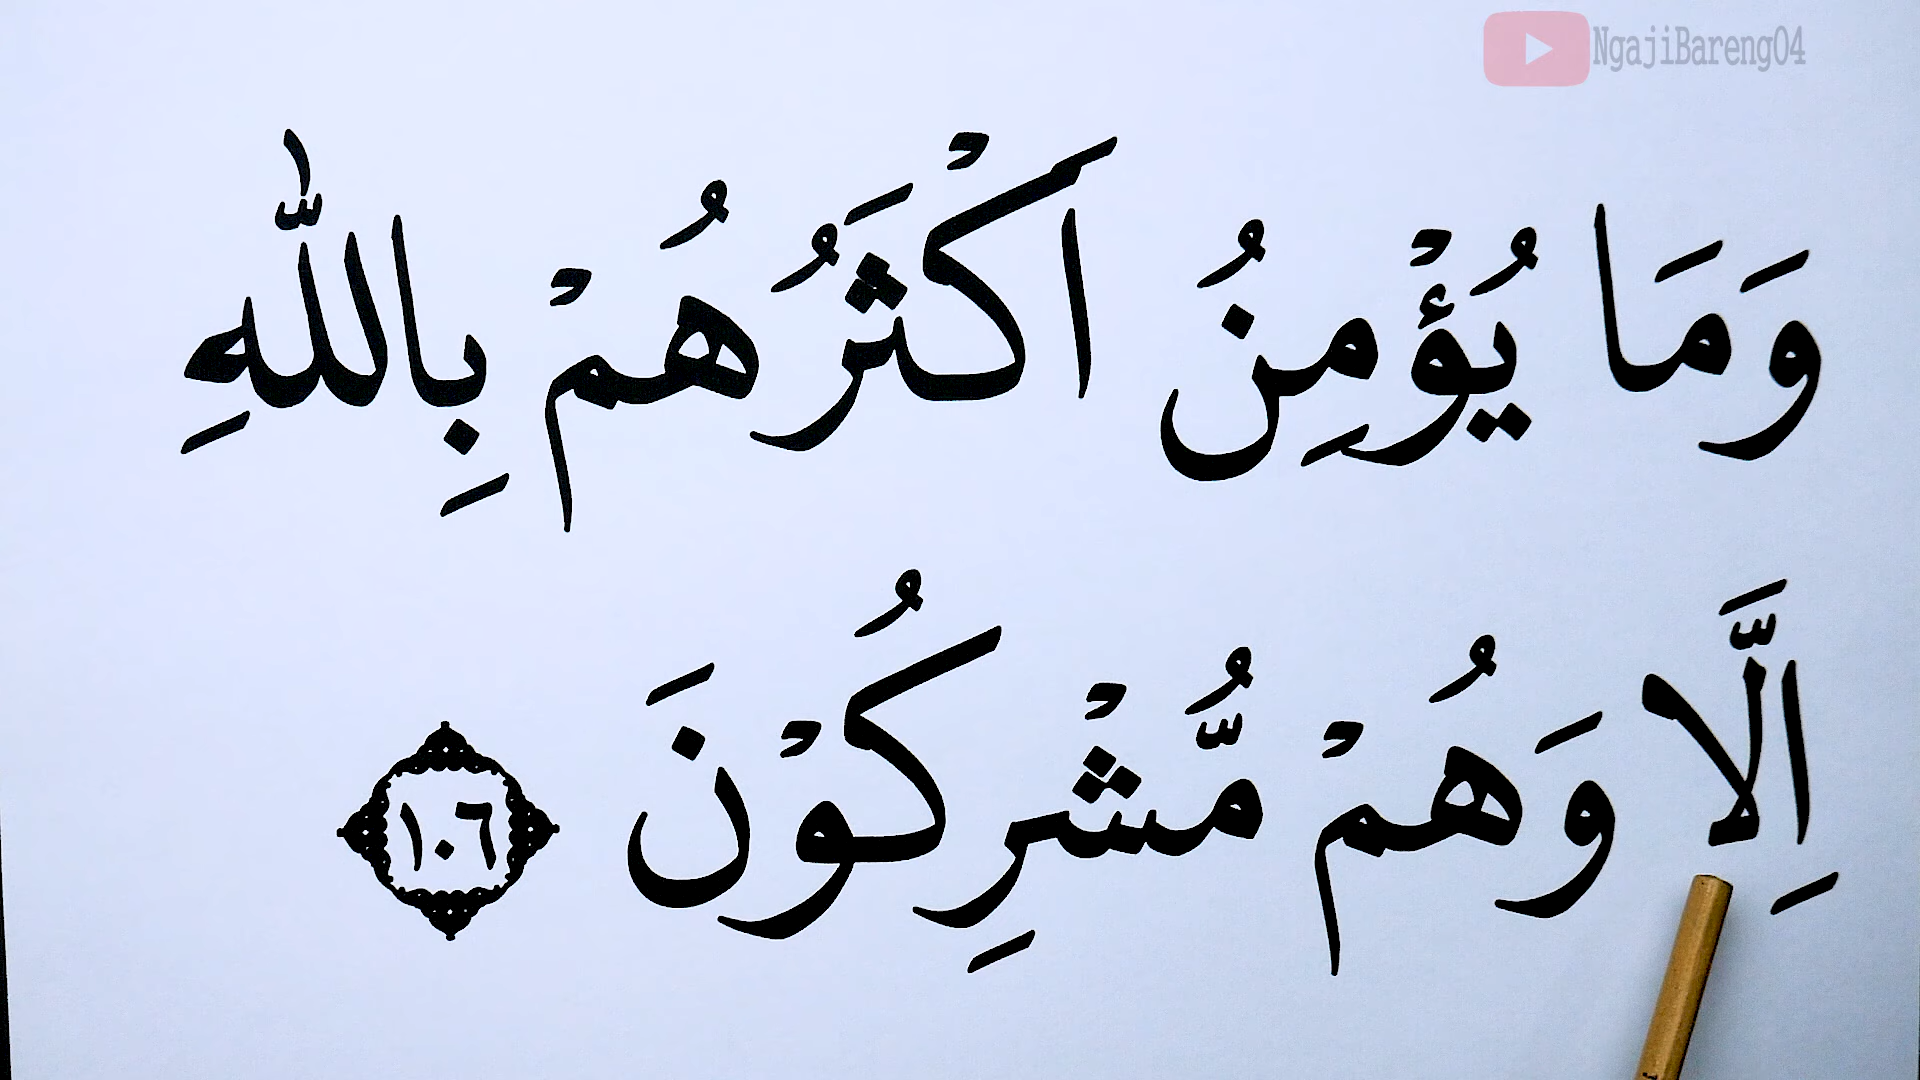 NgajiBareng04
وَمَا يُؤْمِنُ اَكْثَرُهُمْ بِاللّٰهِ
اِلَّا وَهُمْ مُّشْرِكُوْنَ ١٠٦